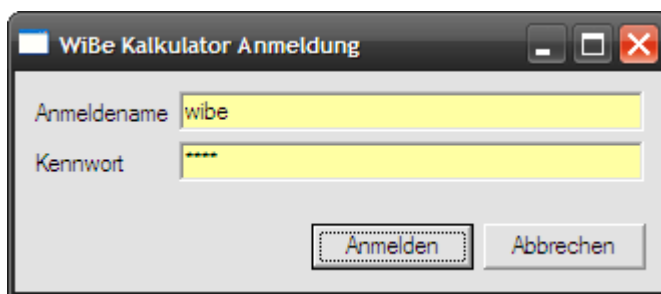 WiBe Kalkulator Anmeldung
Anmeldename wibe
Kennwort ****
Anmelden Abbrechen